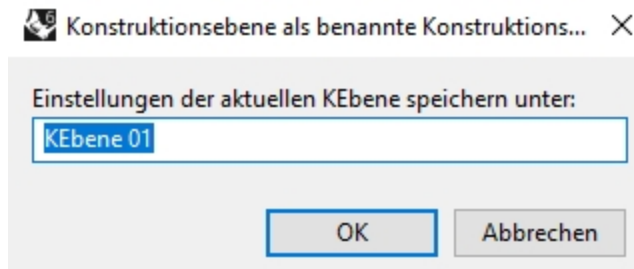 Konstruktionsebene als benannte Konstruktions...
Einstellungen der aktuellen KEbene speichern unter:
KEbene 01
OK Abbrechen